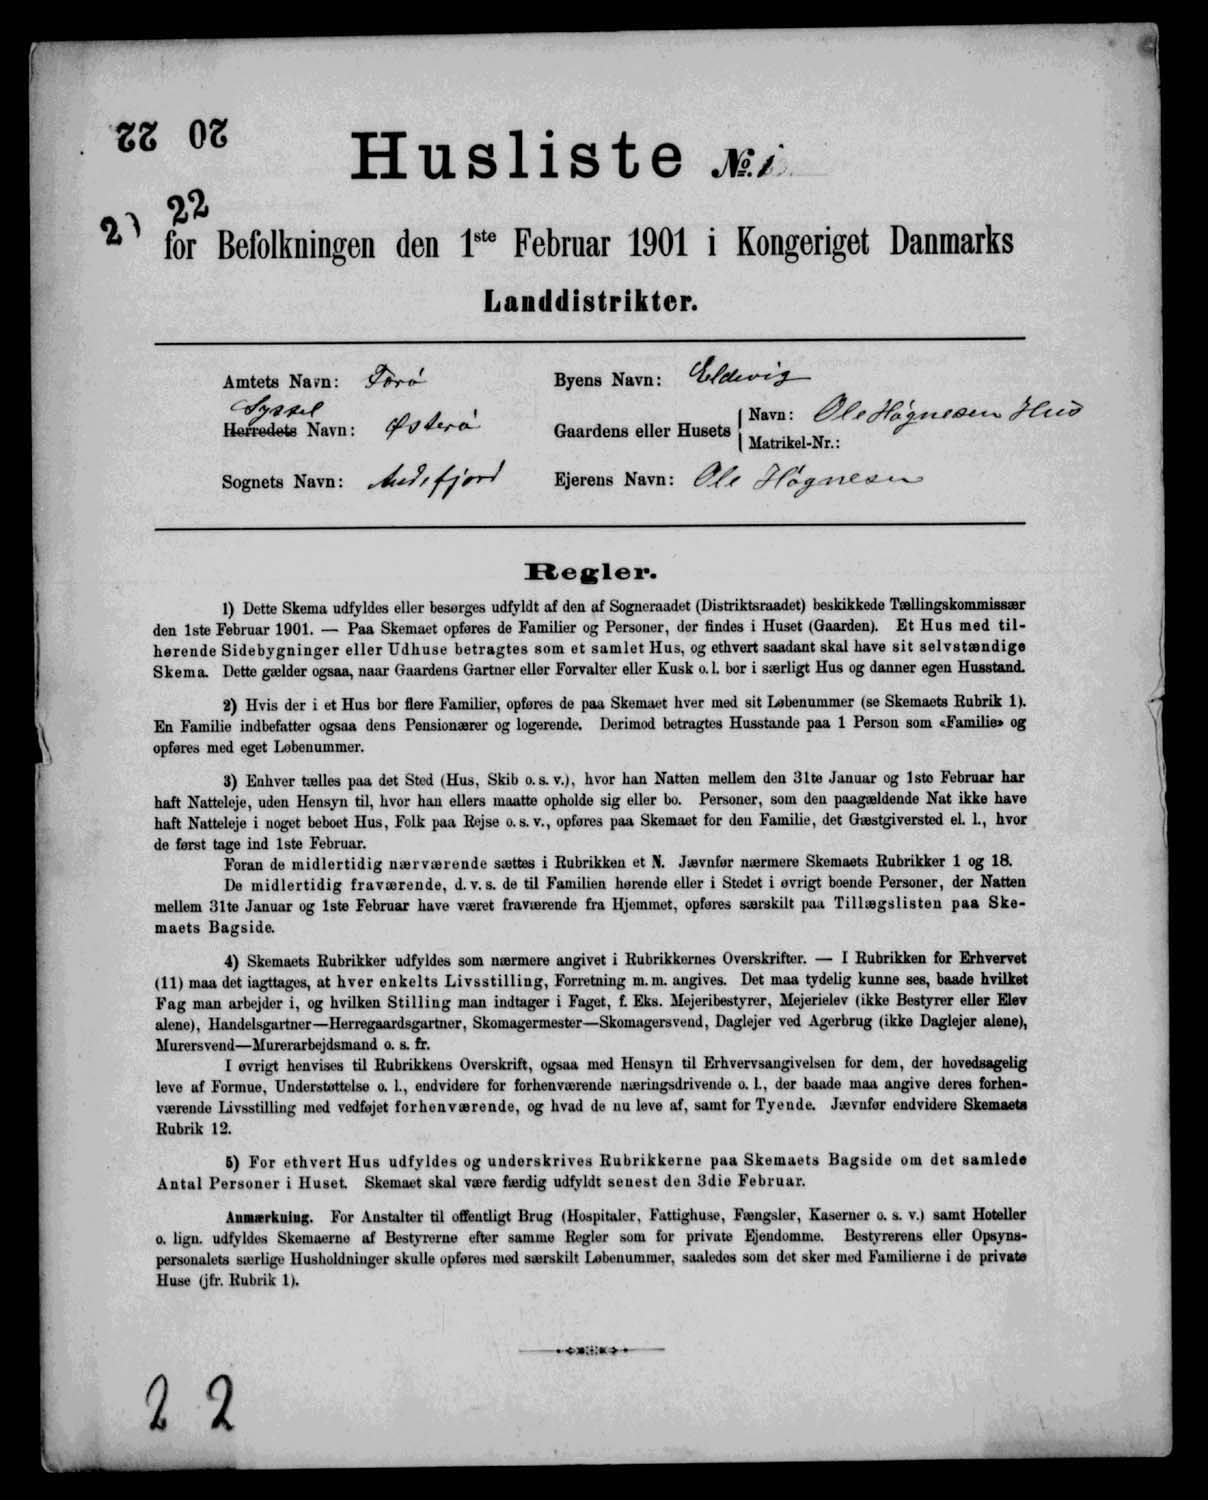 22 20
Husliste No. 1
2) 22
for Befolkningen den 1ste Februar 1901 i Kongeriget Danmarks
Landdistrikter.
Amtets Navn: Færø
Byens Navn: Eldevig
Syssel
Herredets Navn: Østerø
Gaardens eller Husets
Navn: Ole Høgnesen Hus
Matrikel-Nr.:
Sognets Navn: Andefjord
Ejerens Navn: Ole Høgnesen
Regler.
1) Dette Skema udfyldes eller besørges udfyldt af den af Sogneraadet (Distriktsraadet) beskikkede Tællingskommissær
den 1ste Februar 1901. — Paa Skemaet opføres de Familier og Personer, der findes i Huset (Gaarden). Et Hus med til-
hørende Sidebygninger eller Udhuse betragtes som et samlet Hus, og ethvert saadant skal have sit selvstændige
Skema. Dette gælder ogsaa, naar Gaardens Gartner eller Forvalter eller Kusk o. l. bor i særligt Hus og danner egen Husstand.
2) Hvis der i et Hus bor flere Familier, opføres de paa Skemaet hver med sit Løbenummer (se Skemaets Rubrik 1).
En Familie indbefatter ogsaa dens Pensionærer og logerende. Derimod betragtes Husstande paa 1 Person som «Familie» og
opføres med eget Løbenummer.
3) Enhver tælles paa det Sted (Hus, Skib o. s. v.), hvor han Natten mellem den 31te Januar og 1ste Februar har
haft Natteleje, uden Hensyn til, hvor han ellers maatte opholde sig eller bo. Personer, som den paagældende Nat ikke have
haft Natteleje i noget beboet Hus, Folk paa Rejse o. s. v., opføres paa Skemaet for den Familie, det Gæstgiversted el. l., hvor
de først tage ind 1ste Februar.
Foran de midlertidig nærværende sættes i Rubrikken et N. Jævnfør nærmere Skemaets Rubrikker 1 og 18.
De midlertidig fraværende, d. v. s. de til Familien hørende eller i Stedet i øvrigt boende Personer, der Natten
mellem 31te Januar og 1ste Februar have været fraværende fra Hjemmet, opføres særskilt paa Tillægslisten paa Ske-
maets Bagside.
4) Skemaets Rubrikker udfyldes som nærmere angivet i Rubrikkernes Overskrifter. — I Rubrikken for Erhvervet
(11) maa det iagttages, at hver enkelts Livsstilling, Forretning m. m. angives. Det maa tydelig kunne ses, baade hvilket
Fag man arbejder i, og hvilken Stilling man indtager i Faget, f. Eks. Mejeribestyrer, Mejerielev (ikke Bestyrer eller Elev
alene), Handelsgartner—Herregaardsgartner, Skomagermester—Skomagersvend, Daglejer ved Agerbrug (ikke Daglejer alene),
Murersvend—Murerarbejdsmand o. s. fr.
I øvrigt henvises til Rubrikkens Overskrift, ogsaa med Hensyn til Erhvervsangivelsen for dem, der hovedsagelig
leve af Formue, Understøttelse o. l., endvidere for forhenværende næringsdrivende o. l., der baade maa angive deres forhen-
værende Livsstilling med vedføjet forhenværende, og hvad de nu leve af, samt for Tyende. Jævnfør endvidere Skemaets
Rubrik 12.
5) For ethvert Hus udfyldes og underskrives Rubrikkerne paa Skemaets Bagside om det samlede
Antal Personer i Huset. Skemaet skal være færdig udfyldt senest den 3die Februar.
Anmærkning. For Anstalter til offentligt Brug (Hospitaler, Fattighuse, Fængsler, Kaserner o. s. v.) samt Hoteller
o. lign. udfyldes Skemaerne af Bestyrerne efter samme Regler som for private Ejendomme. Bestyrerens eller Opsyns-
personalets særlige Husholdninger skulle opføres med særskilt Løbenummer, saaledes som det sker med Familierne i de private
Huse (jfr. Rubrik 1).
2 2